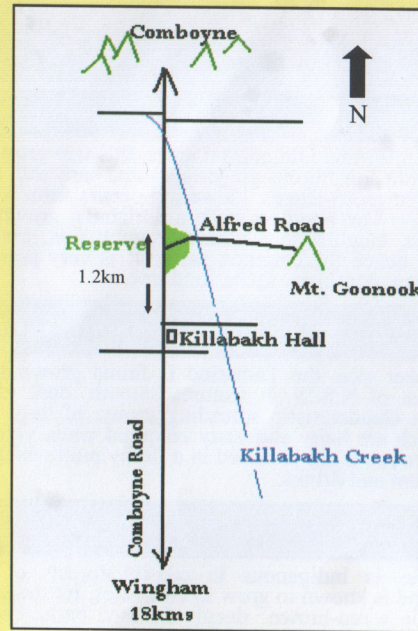 Comboyne
N
Alfred Road
Reserve
1.2km
Mt. Goonook
Killabakh Hall
Killabakh Creek
Comboyne Road
Wingham
18kms